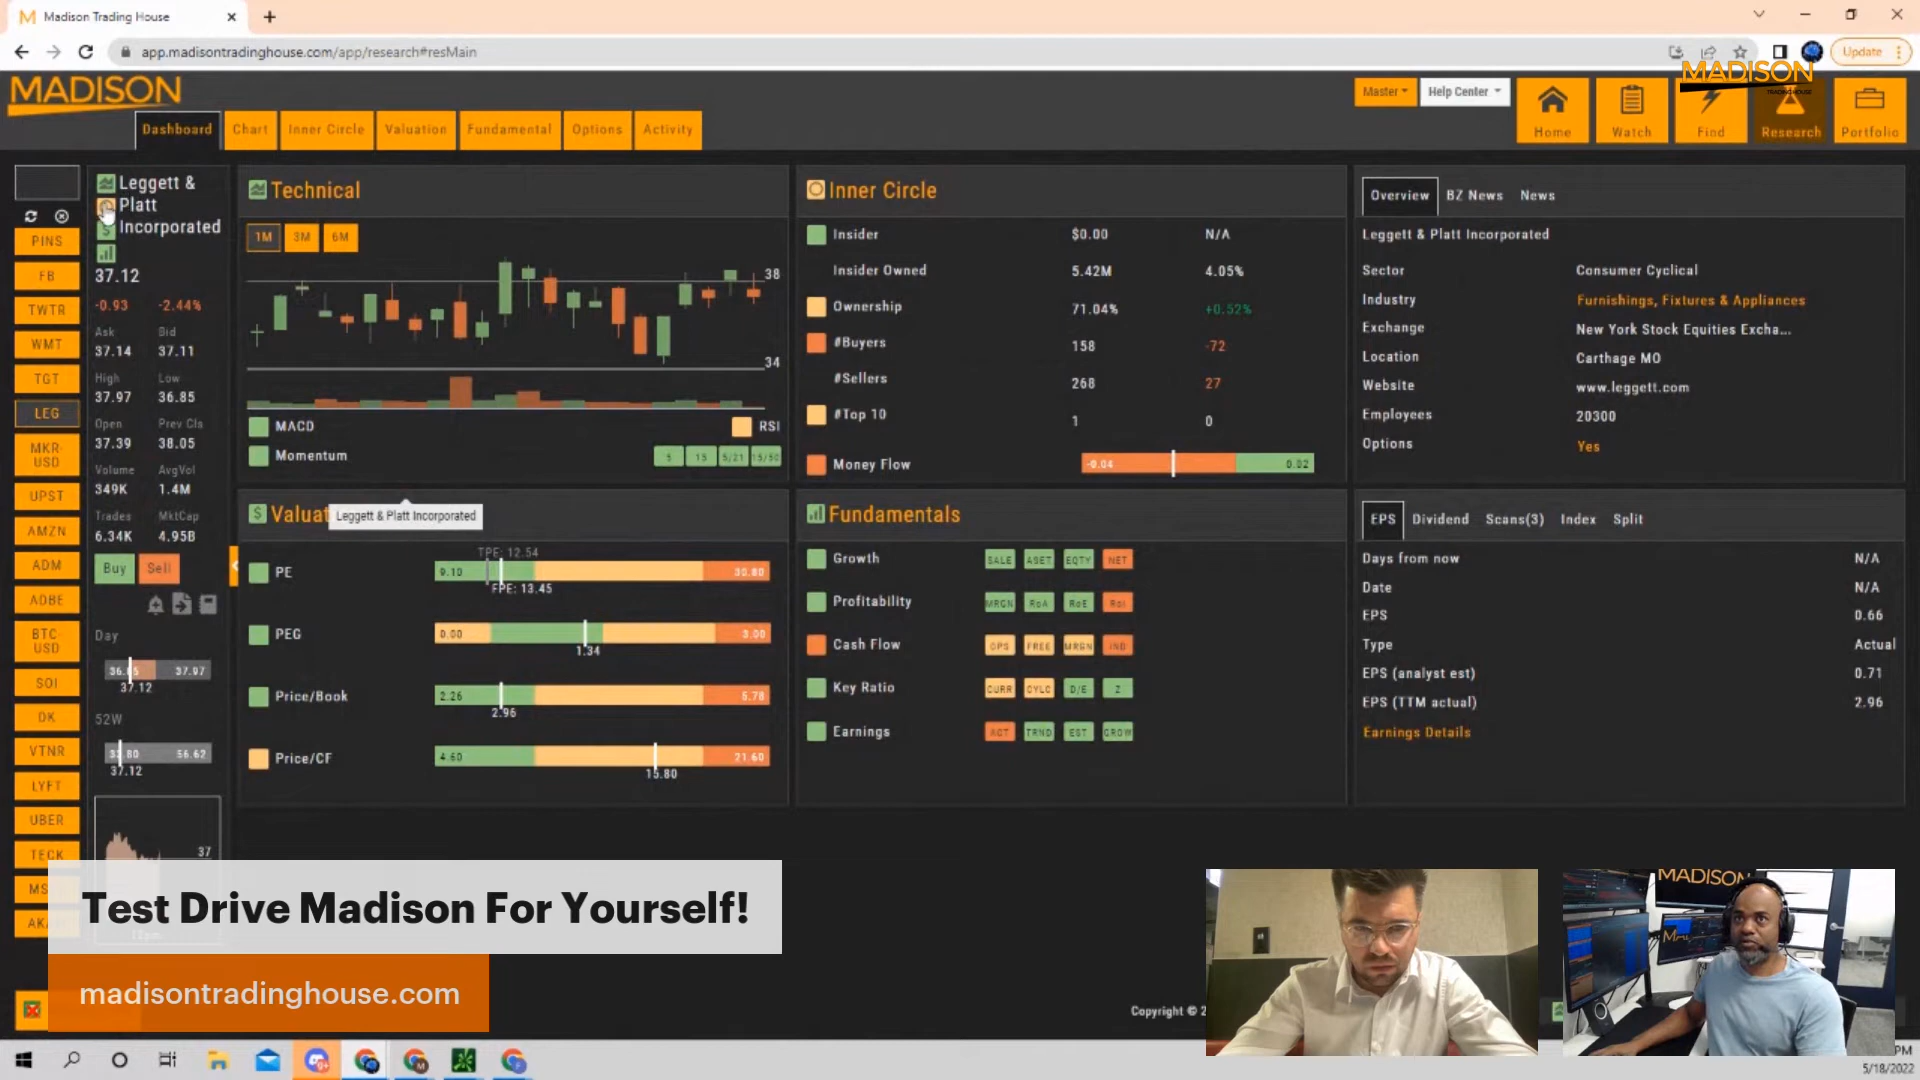 Madison Trading House
app.madisontradinghouse.com/app/research#resMain
Update
MADISON
Dashboard
Chart
Inner Circle
Valuation
Fundamental
Options
Activity
Master
Help Center
MADISON
TRADING HOUSE
Home
Watch
Find
Research
Portfolio
PINS
FB
TWTR
WMT
TGT
LEG
MKR-
USD
UPST
AMZN
ADM
ADBE
BTC
USD
SOI
DK
VTNR
LYFT
UBER
TECK
Leggett &
Platt
Incorporated
37.12
-0.93 -2.44%
Ask Bid
37.14 37.11
High Low
37.97 36.85
Open Prev Cls
37.39 38.05
Volume AvgVol
349K 1.4M
Trades MktCap
6.34K 4.95B
Buy Sell
Day
37.97
37.12
52W
56.62
37.12
37
Technical
1M 3M 6M
38
34
MACD RSI
Momentum 5 15 5/21 15/50
Leggett & Platt Incorporated
TPE: 12.54
PE 9.10 30.80
FPE: 13.45
PEG 0.00 3.00
1.34
Price/Book 2.26 5.78
2.96
Price/CF 4.60 21.60
15.80
Inner Circle
Insider $0.00 N/A
Insider Owned 5.42M 4.05%
Ownership 71.04% +0.52%
#Buyers 158 -72
#Sellers 268 27
#Top 10 1 0
Money Flow -0.04 0.02
Fundamentals
Growth SALE ASET EQTY NET
Profitability MRGN RoA RoE RoI
Cash Flow OPS FREE MRGN IND
Key Ratio CURR CYLC D/E Z
Earnings ACT TRND EST GROW
Overview BZ News News
Leggett & Platt Incorporated
Sector Consumer Cyclical
Industry Furnishings, Fixtures & Appliances
Exchange New York Stock Equities Excha...
Location Carthage MO
Website www.leggett.com
Employees 20300
Options Yes
EPS Dividend Scans(3) Index Split
Days from now N/A
Date N/A
EPS 0.66
Type Actual
EPS (analyst est) 0.71
EPS (TTM actual) 2.96
Earnings Details
Test Drive Madison For Yourself!
madisontradinghouse.com
Copyright ©
MADISON
PM
5/18/2022